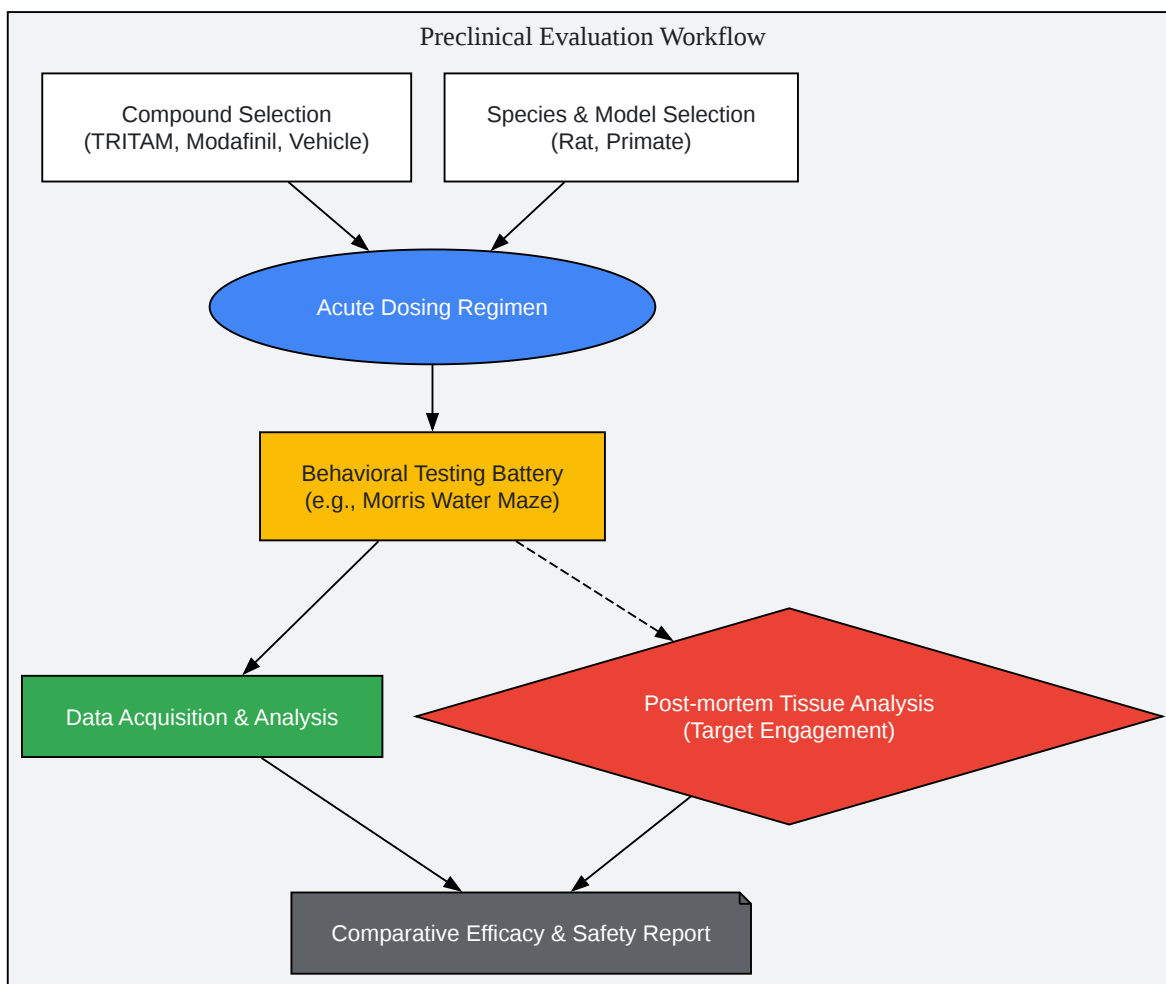 Preclinical Evaluation Workflow
Compound Selection
(TRITAM, Modafinil, Vehicle)
Species & Model Selection
(Rat, Primate)
Acute Dosing Regimen
Behavioral Testing Battery
(e.g., Morris Water Maze)
Data Acquisition & Analysis
Post-mortem Tissue Analysis
(Target Engagement)
Comparative Efficacy & Safety Report